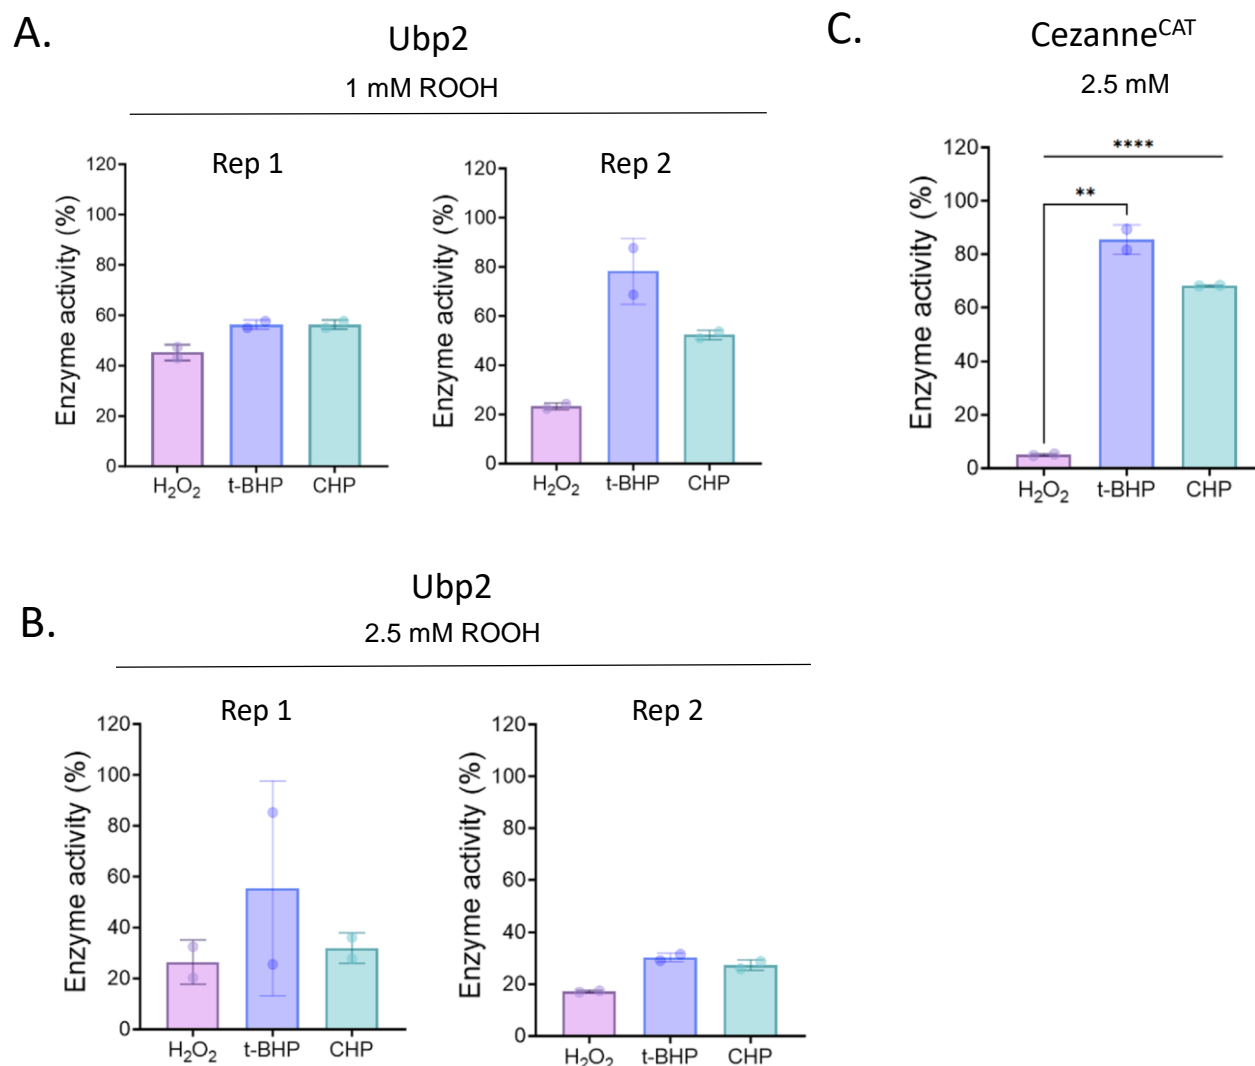 A.
Ubp2
1 mM ROOH
Rep 1
Enzyme activity (%)
120
100
80
60
40
20
0
H₂O₂ t-BHP CHP
Rep 2
Enzyme activity (%)
120
100
80
60
40
20
0
H₂O₂ t-BHP CHP
C.
Cezanneᶜᴬᵀ
2.5 mM
Enzyme activity (%)
120
100
80
60
40
20
0
****
**
H₂O₂ t-BHP CHP
B.
Ubp2
2.5 mM ROOH
Rep 1
Enzyme activity (%)
120
100
80
60
40
20
0
H₂O₂ t-BHP CHP
Rep 2
Enzyme activity (%)
120
100
80
60
40
20
0
H₂O₂ t-BHP CHP